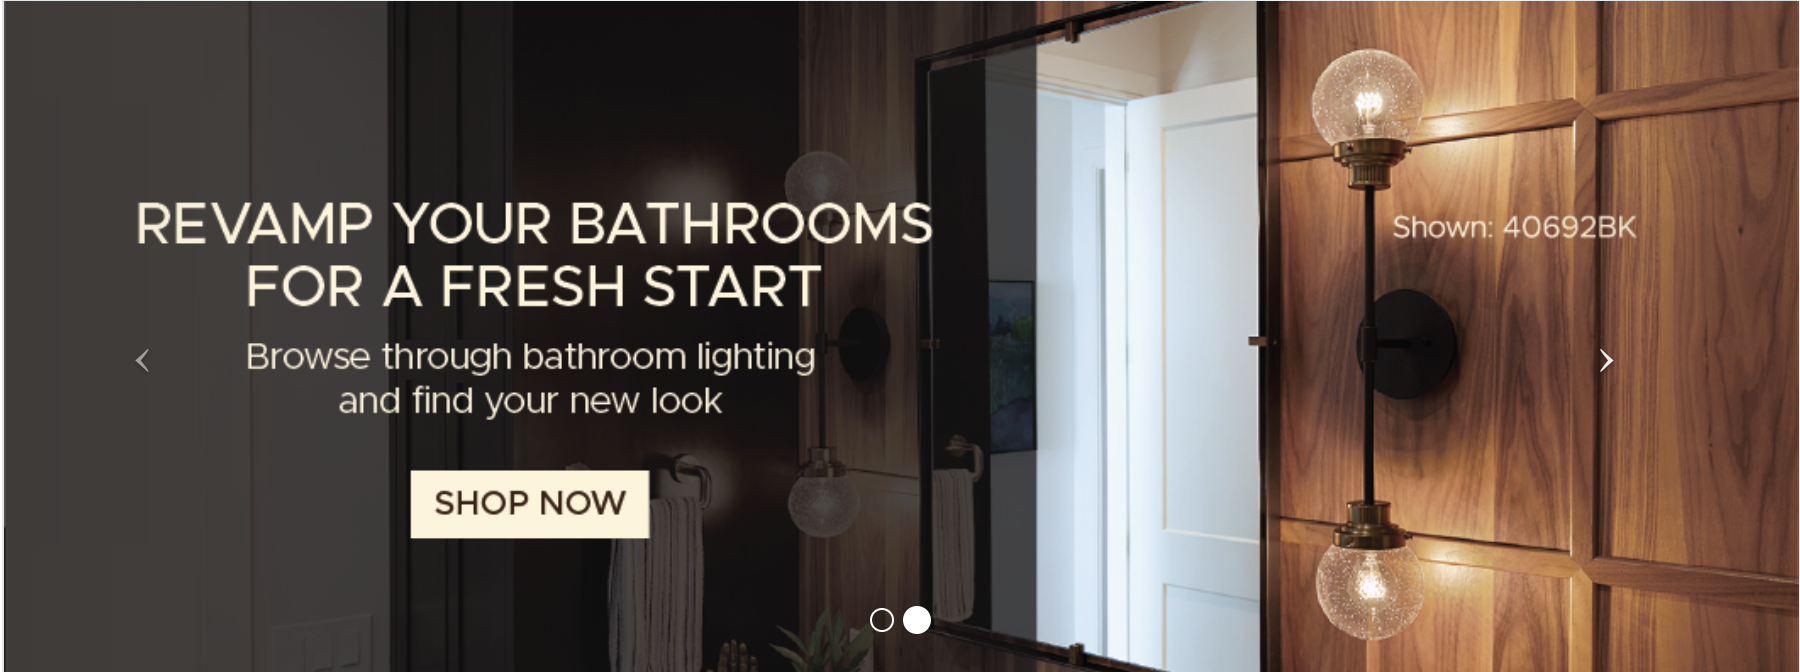 REVAMP YOUR BATHROOMS
FOR A FRESH START
Browse through bathroom lighting
and find your new look
SHOP NOW
Shown: 40692BK